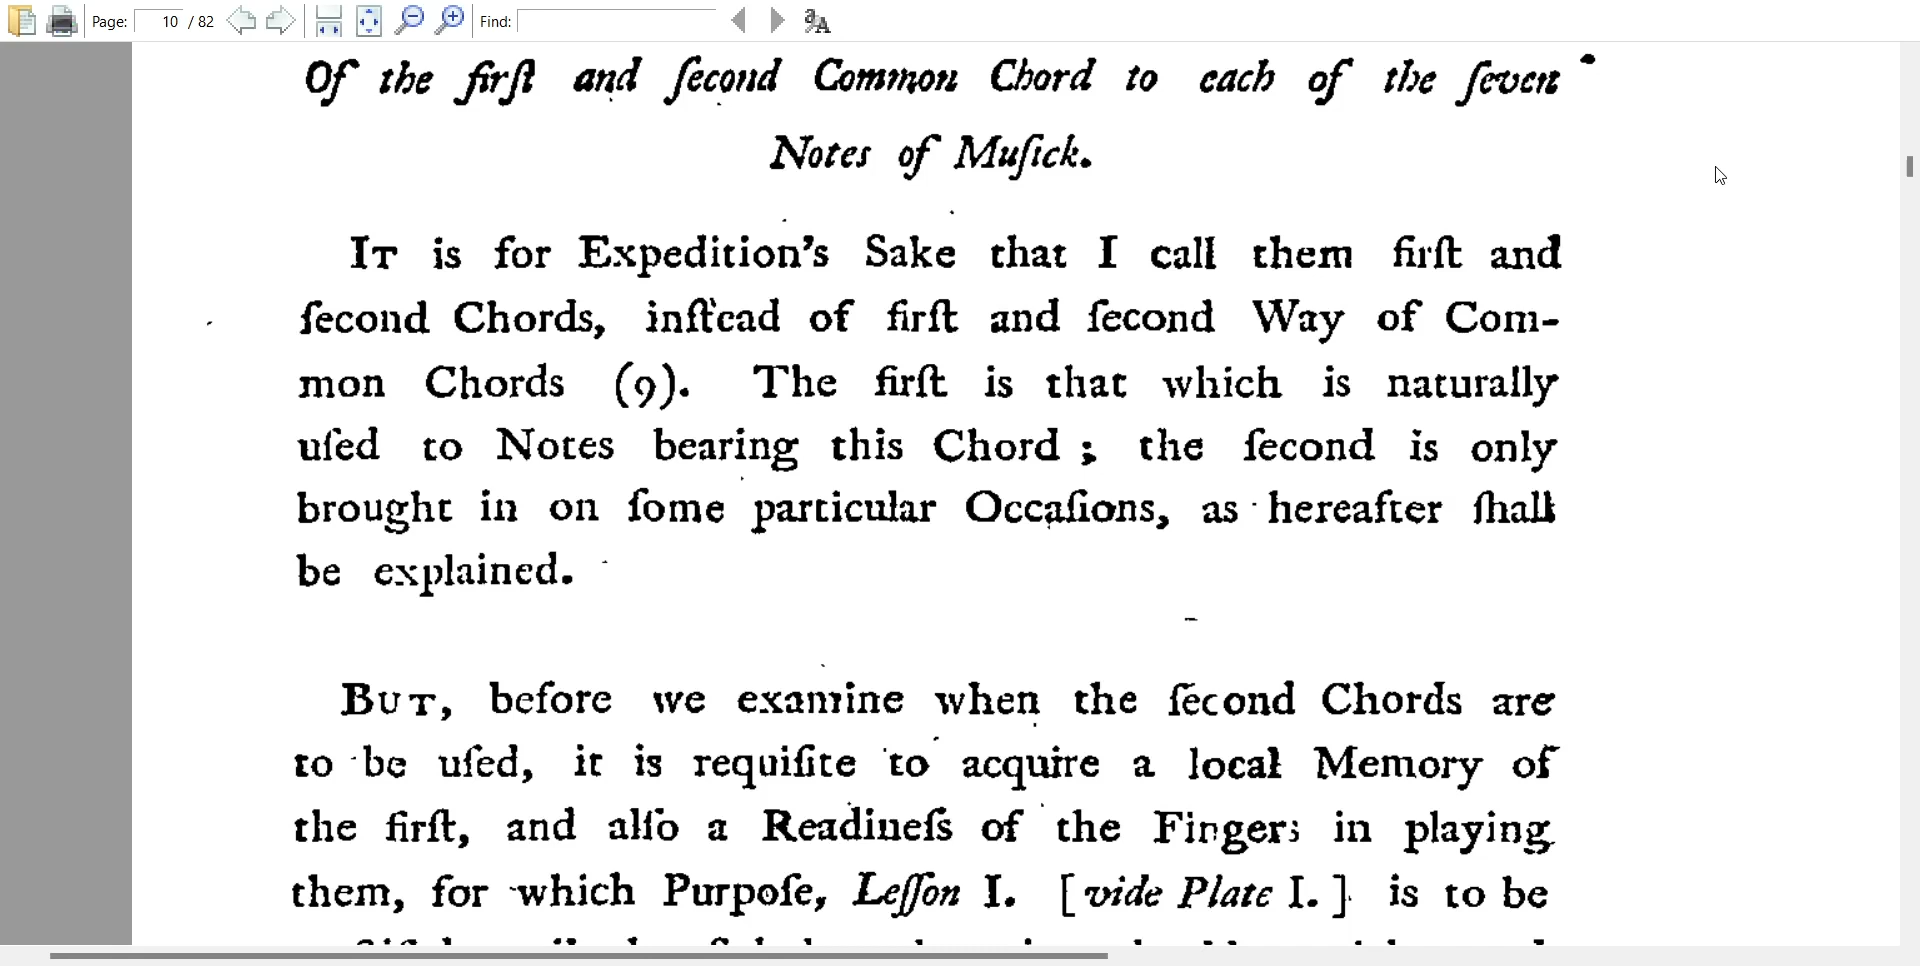 Page: 10 / 82 Find:
Of the firſt and ſecond Common Chord to each of the ſeven
Notes of Muſick.
IT is for Expedition's Sake that I call them firſt and
ſecond Chords, inſtead of firſt and ſecond Way of Com-
mon Chords (9). The firſt is that which is naturally
uſed to Notes bearing this Chord ; the ſecond is only
brought in on ſome particular Occaſions, as hereafter ſhall
be explained.
BUT, before we examine when the ſecond Chords are
to be uſed, it is requiſite to acquire a local Memory of
the firſt, and alſo a Readineſs of the Fingers in playing
them, for which Purpoſe, Leſſon I. [ vide Plate I. ] is to be